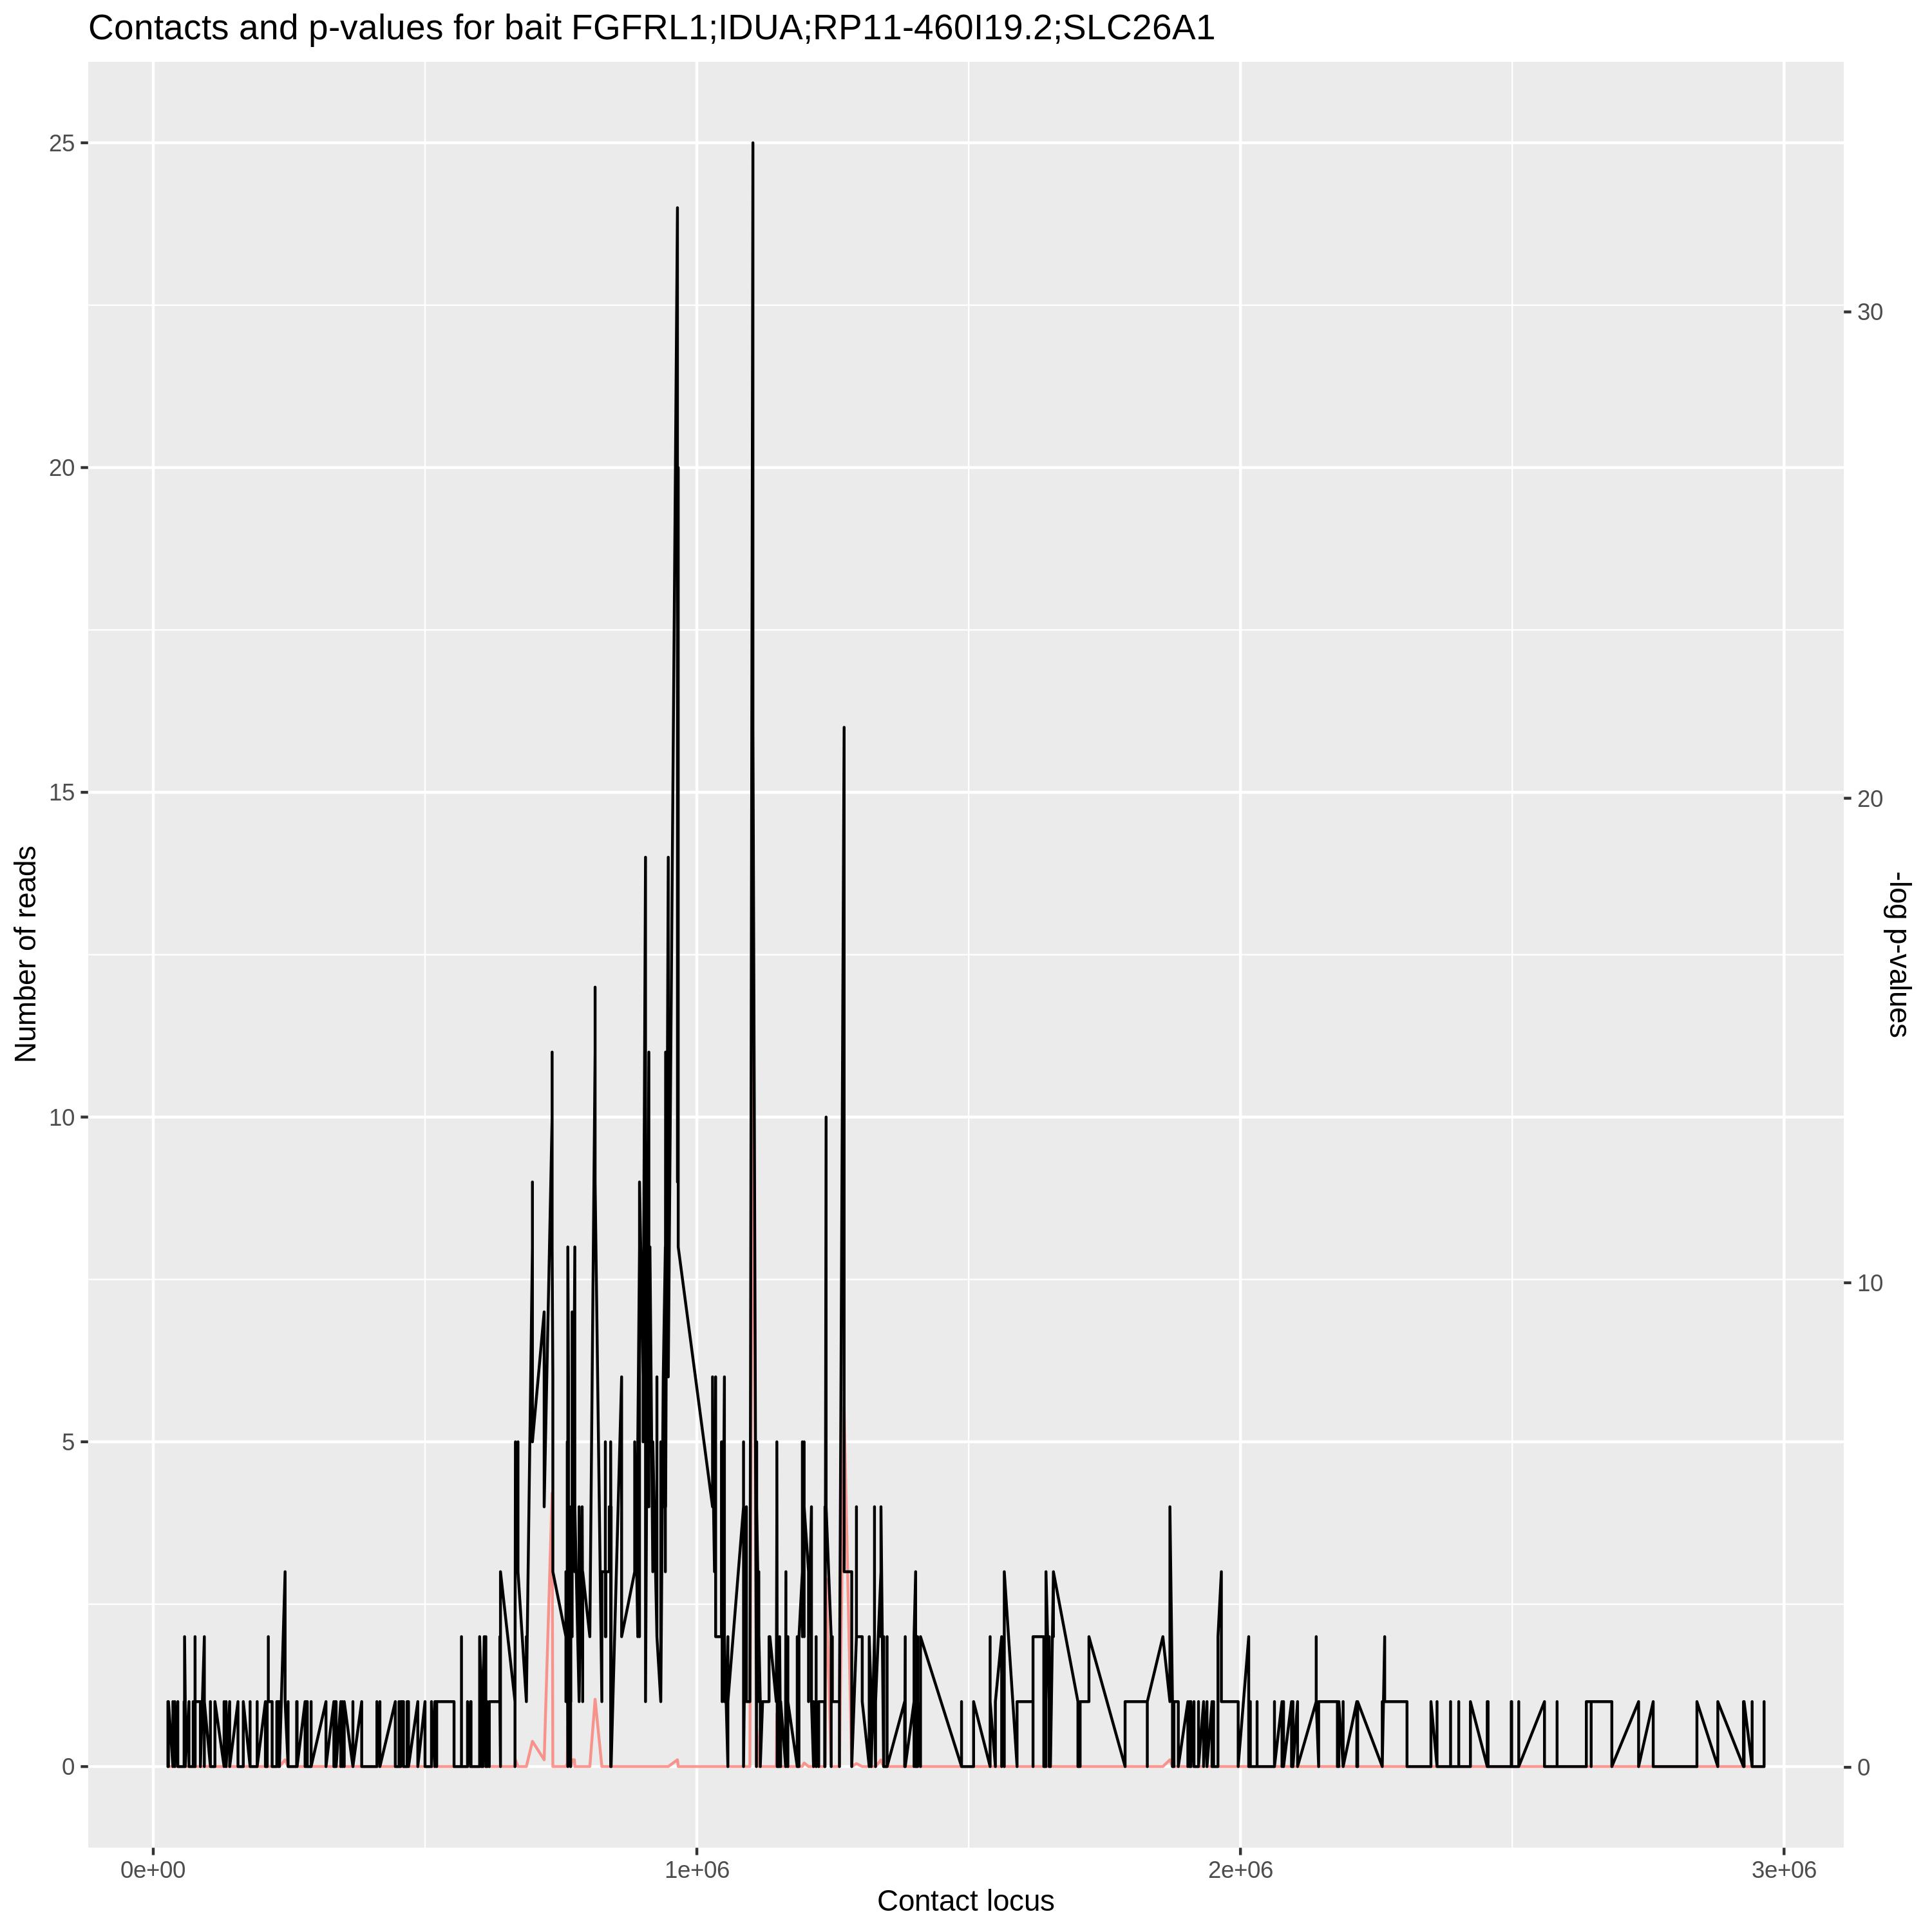 Contacts and p-values for bait FGFRL1;IDUA;RP11-460I19.2;SLC26A1
25
20
15
10
5
0
Number of reads
30
20
10
0
-log p-values
0e+00 1e+06 2e+06 3e+06
Contact locus